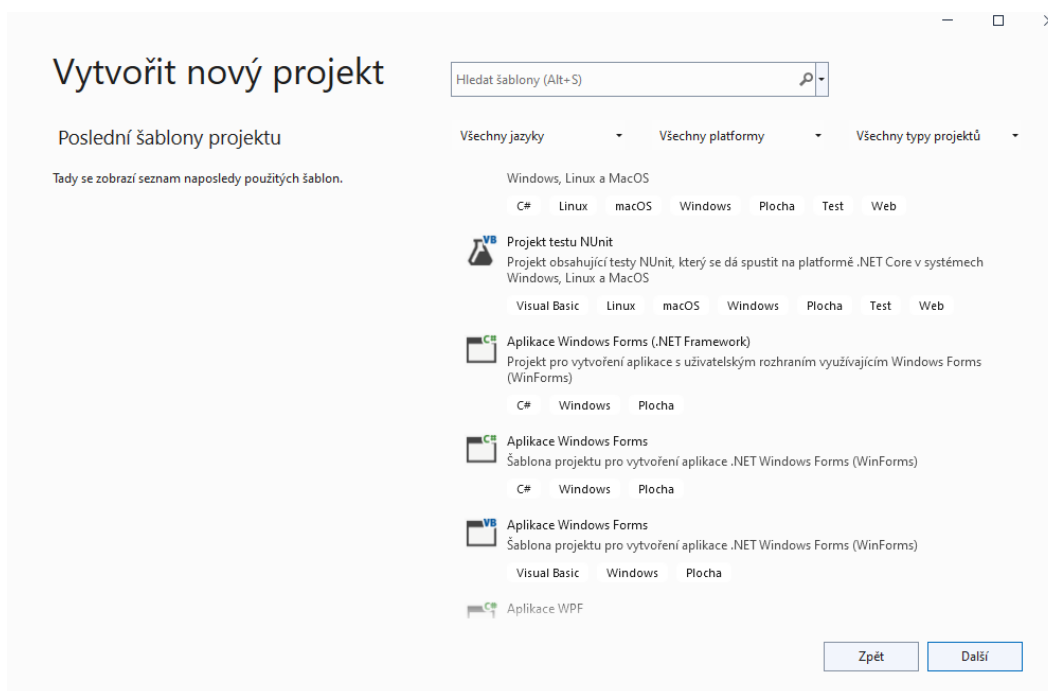 Vytvořit nový projekt
Hledat šablony (Alt+S)
Poslední šablony projektu
Všechny jazyky
Všechny platformy
Všechny typy projektů
Tady se zobrazí seznam naposledy použitých šablon.
Windows, Linux a MacOS
C# Linux macOS Windows Plocha Test Web
VB
Projekt testu NUnit
Projekt obsahující testy NUnit, který se dá spustit na platformě .NET Core v systémech
Windows, Linux a MacOS
Visual Basic Linux macOS Windows Plocha Test Web
C#
Aplikace Windows Forms (.NET Framework)
Projekt pro vytvoření aplikace s uživatelským rozhraním využívajícím Windows Forms
(WinForms)
C# Windows Plocha
C#
Aplikace Windows Forms
Šablona projektu pro vytvoření aplikace .NET Windows Forms (WinForms)
C# Windows Plocha
VB
Aplikace Windows Forms
Šablona projektu pro vytvoření aplikace .NET Windows Forms (WinForms)
Visual Basic Windows Plocha
C#
Aplikace WPF
Zpět
Další